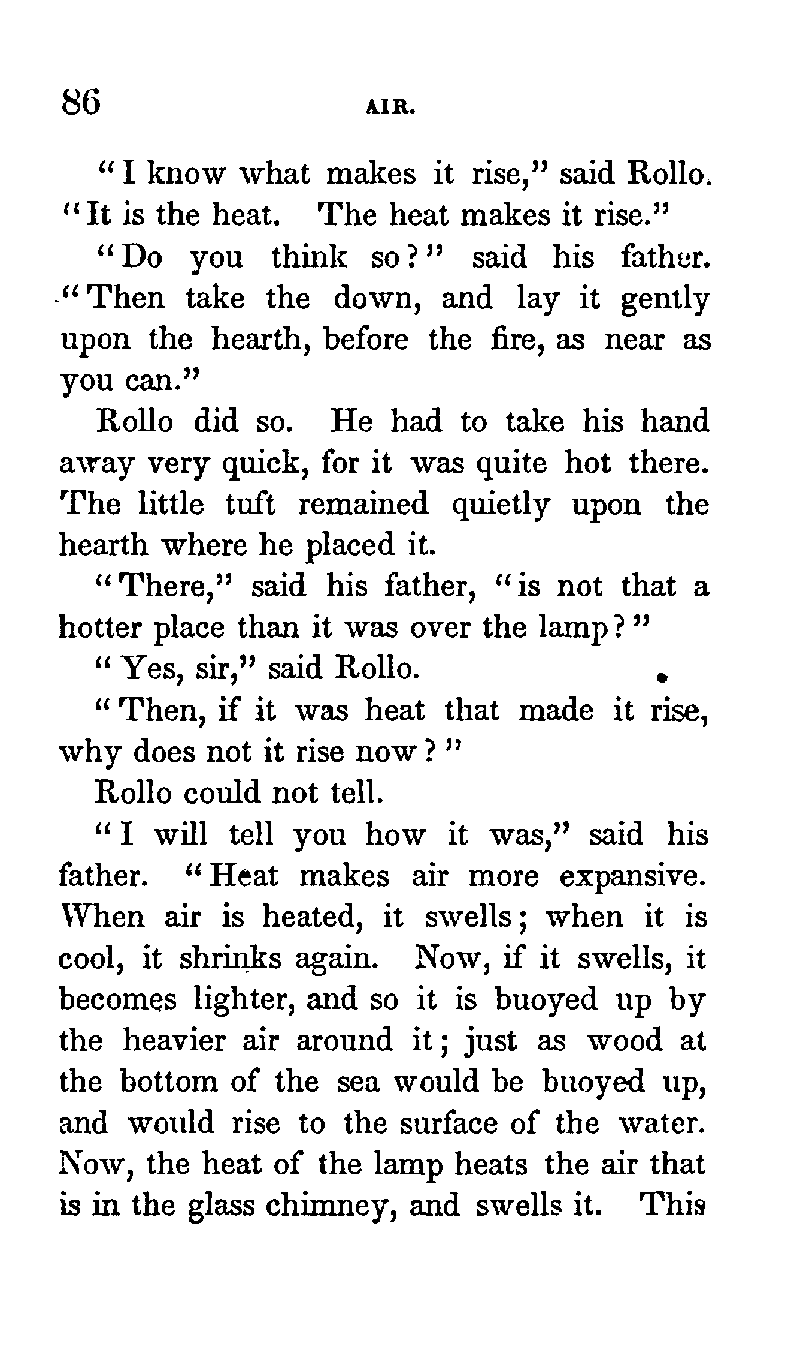 86 AIR.
"I know what makes it rise," said Rollo.
"It is the heat. The heat makes it rise."
"Do you think so?" said his father.
"Then take the down, and lay it gently
upon the hearth, before the fire, as near as
you can."
Rollo did so. He had to take his hand
away very quick, for it was quite hot there.
The little tuft remained quietly upon the
hearth where he placed it.
"There," said his father, "is not that a
hotter place than it was over the lamp?"
"Yes, sir," said Rollo.
"Then, if it was heat that made it rise,
why does not it rise now?"
Rollo could not tell.
"I will tell you how it was," said his
father. "Heat makes air more expansive.
When air is heated, it swells; when it is
cool, it shrinks again. Now, if it swells, it
becomes lighter, and so it is buoyed up by
the heavier air around it; just as wood at
the bottom of the sea would be buoyed up,
and would rise to the surface of the water.
Now, the heat of the lamp heats the air that
is in the glass chimney, and swells it. This